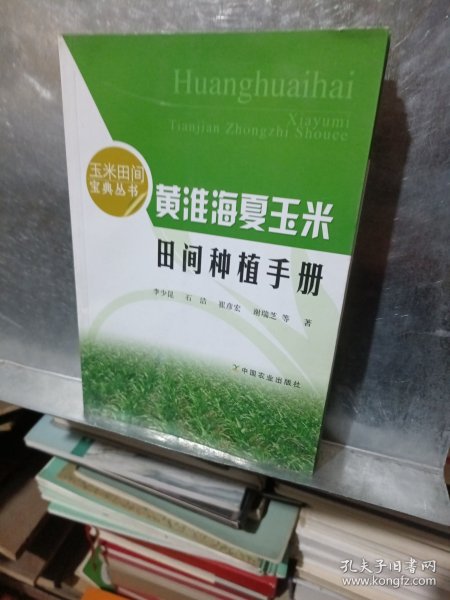 Huanghuaihai
Xiayumi
Tianjian Zhongzhi Shouce
玉米田间
宝典丛书
黄淮海夏玉米
田间种植手册
李少昆 石洁 崔彦宏 谢瑞芝 等 著
中国农业出版社
孔夫子旧书网
www.kongfz.com